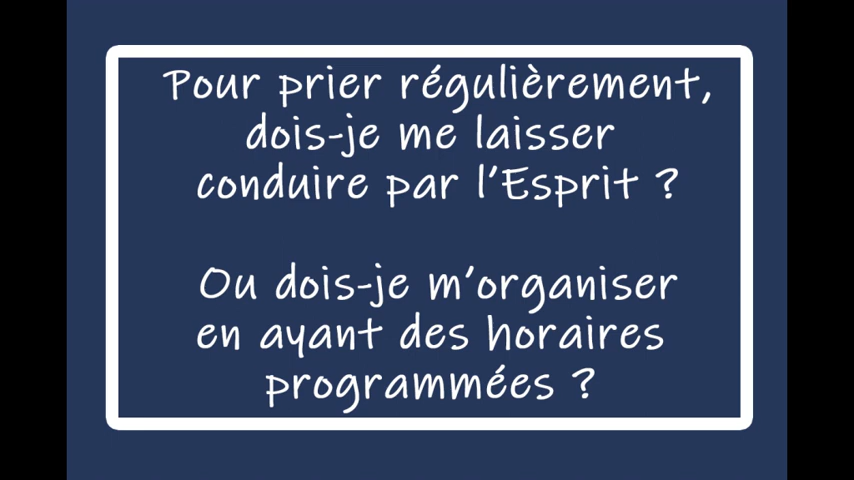 Pour prier régulièrement,
dois-je me laisser
conduire par l'Esprit ?
Ou dois-je m'organiser
en ayant des horaires
programmées ?